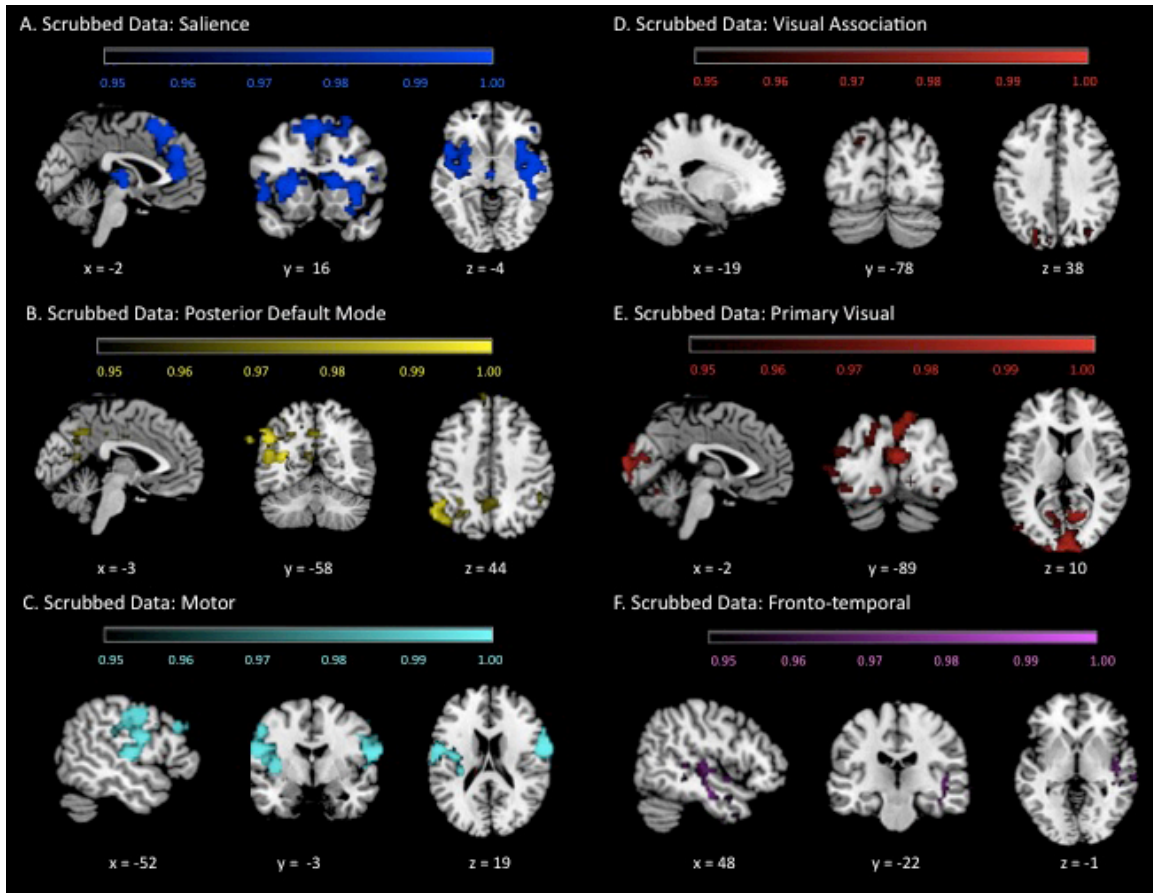 A. Scrubbed Data: Salience
0.95 0.96 0.97 0.98 0.99 1.00
x = -2 y = 16 z = -4
B. Scrubbed Data: Posterior Default Mode
0.95 0.96 0.97 0.98 0.99 1.00
x = -3 y = -58 z = 44
C. Scrubbed Data: Motor
0.95 0.96 0.97 0.98 0.99 1.00
x = -52 y = -3 z = 19
D. Scrubbed Data: Visual Association
0.95 0.96 0.97 0.98 0.99 1.00
x = -19 y = -78 z = 38
E. Scrubbed Data: Primary Visual
0.95 0.96 0.97 0.98 0.99 1.00
x = -2 y = -89 z = 10
F. Scrubbed Data: Fronto-temporal
0.95 0.96 0.97 0.98 0.99 1.00
x = 48 y = -22 z = -1